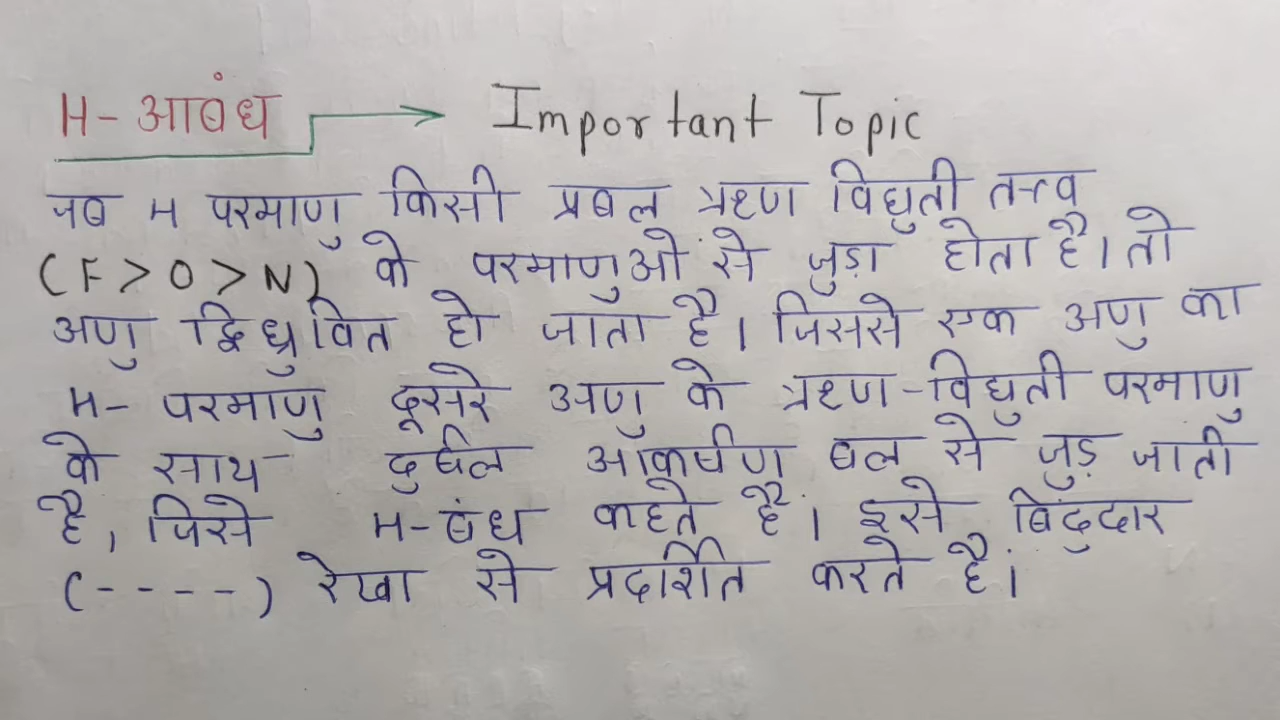 H- आबंध → Important Topic
जब H परमाणु किसी प्रबल ऋण विद्युती तत्व
(F > O > N) के परमाणुओं से जुड़ा होता है। तो
अणु द्विध्रुवित हो जाता है। जिससे एक अणु का
H- परमाणु दूसरे अणु के ऋण-विद्युती परमाणु
के साथ दुर्बल आकर्षण बल से जुड़ जाती
है, जिसे H-बंध कहते हैं। इसे बिंदुदार
(----) रेखा से प्रदर्शित करते हैं।